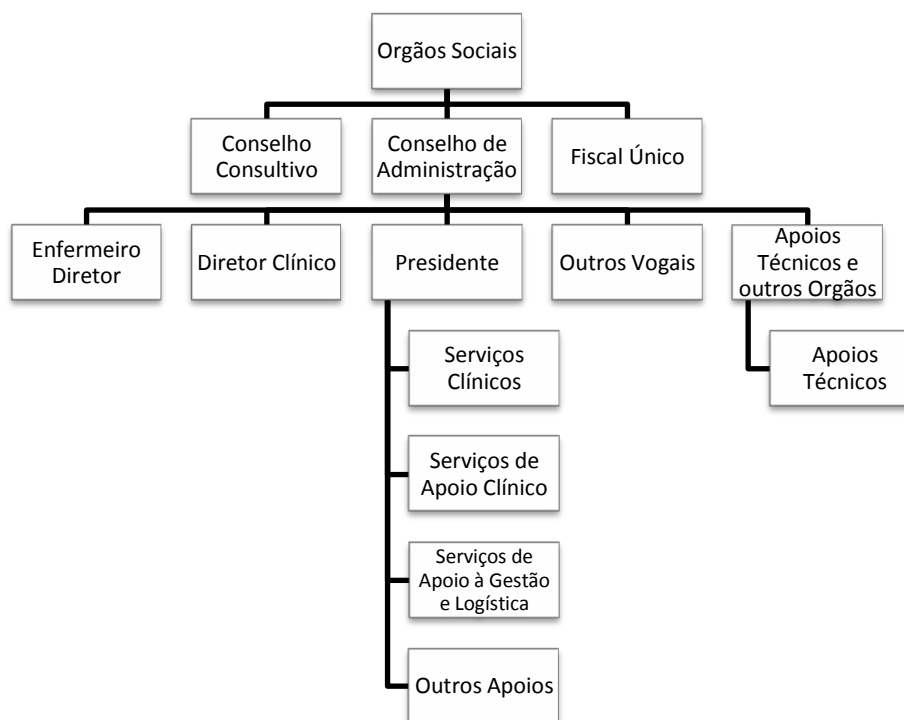 Orgãos Sociais
Conselho
Consultivo
Conselho de
Administração
Fiscal Único
Enfermeiro
Diretor
Diretor Clínico
Presidente
Outros Vogais
Apoios
Técnicos e
outros Orgãos
Serviços
Clínicos
Apoios
Técnicos
Serviços de
Apoio Clínico
Serviços de
Apoio à Gestão
e Logística
Outros Apoios